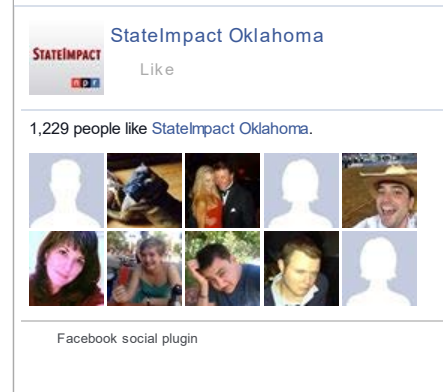 StateImpact Oklahoma
STATEIMPACT
Like
npr
1,229 people like StateImpact Oklahoma.
Facebook social plugin